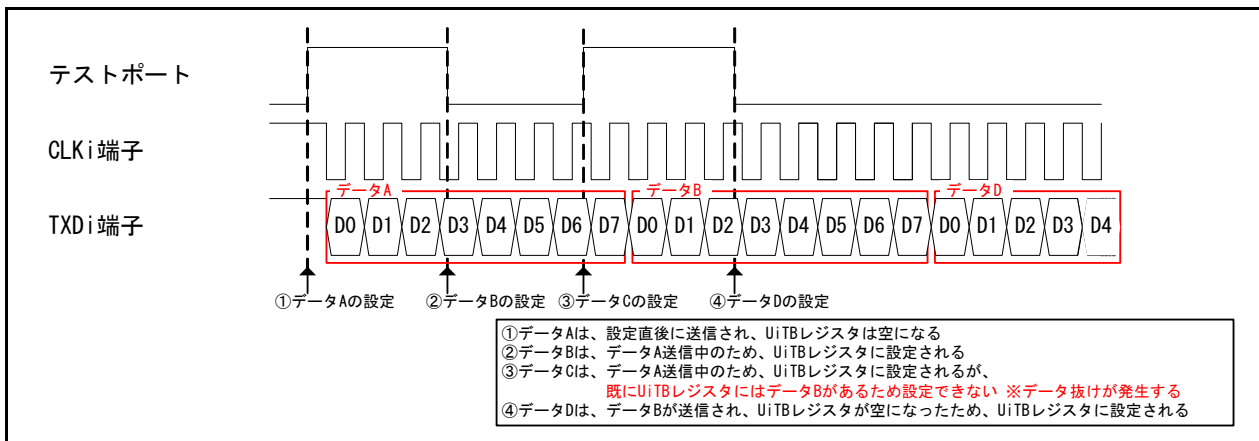 テストポート
CLKi端子
TXDi端子
データA
データB
データD
D0 D1 D2 D3 D4 D5 D6 D7 D0 D1 D2 D3 D4 D5 D6 D7 D0 D1 D2 D3 D4
①データAの設定 ②データBの設定 ③データCの設定 ④データDの設定
①データAは、設定直後に送信され、UiTBレジスタは空になる
②データBは、データA送信中のため、UiTBレジスタに設定される
③データCは、データA送信中のため、UiTBレジスタに設定されるが、
既にUiTBレジスタにはデータBがあるため設定できない ※データ抜けが発生する
④データDは、データBが送信され、UiTBレジスタが空になったため、UiTBレジスタに設定される